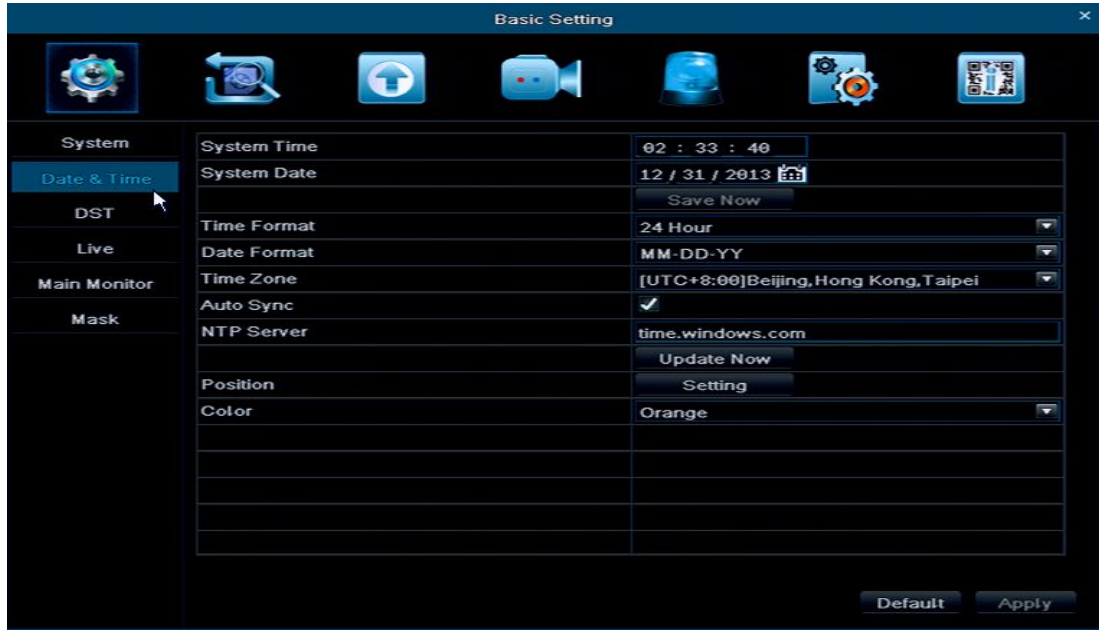 Basic Setting
System
Date & Time
DST
Live
Main Monitor
Mask
System Time 02 : 33 : 40
System Date 12 / 31 / 2013
Save Now
Time Format 24 Hour
Date Format MM-DD-YY
Time Zone [UTC+8:00]Beijing,Hong Kong,Taipei
Auto Sync
NTP Server time.windows.com
Update Now
Position Setting
Color Orange
Default Apply